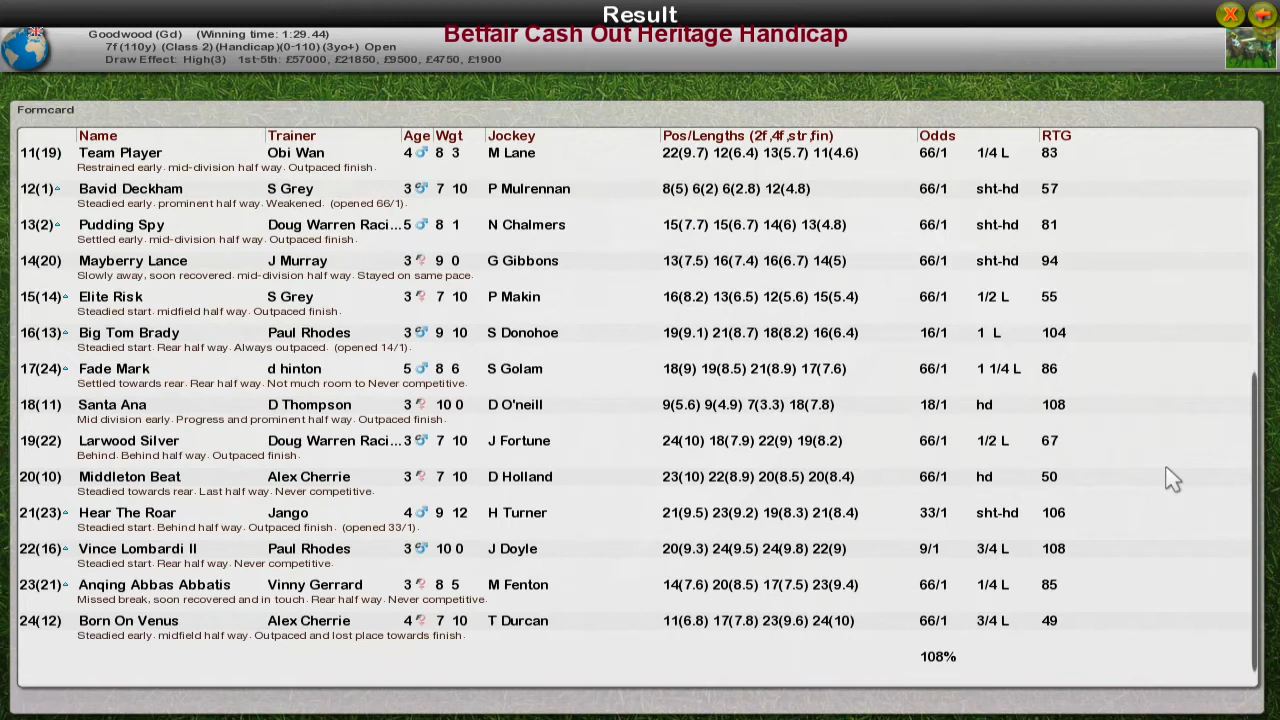 Result
Goodwood (Gd) (Winning time: 1:29.44)
Betfair Cash Out Heritage Handicap
7f(110y) (Class 2)(Handicap)(0-110)(3yo+) Open
Draw Effect: High(3) 1st-5th: £57000, £21850, £9500, £4750, £1900
Formcard
Name Trainer Age Wgt Jockey Pos/Lengths (2f,4f,str,fin) Odds RTG
11(19) Team Player Obi Wan 4 8 3 M Lane 22(9.7) 12(6.4) 13(5.7) 11(4.6) 66/1 1/4 L 83
Restrained early. mid-division half way. Outpaced finish.
12(1) Bavid Deckham S Grey 3 7 10 P Mulrennan 8(5) 6(2) 6(2.8) 12(4.8) 66/1 sht-hd 57
Steadied early. prominent half way. Weakened. (opened 66/1).
13(2) Pudding Spy Doug Warren Raci... 5 8 1 N Chalmers 15(7.7) 15(6.7) 14(6) 13(4.8) 66/1 sht-hd 81
Settled early. mid-division half way. Outpaced finish.
14(20) Mayberry Lance J Murray 3 9 0 G Gibbons 13(7.5) 16(7.4) 16(6.7) 14(5) 66/1 sht-hd 94
Slowly away, soon recovered. mid-division half way. Stayed on same pace.
15(14) Elite Risk S Grey 3 7 10 P Makin 16(8.2) 13(6.5) 12(5.6) 15(5.4) 66/1 1/2 L 55
Steadied start. midfield half way. Outpaced finish.
16(13) Big Tom Brady Paul Rhodes 3 9 10 S Donohoe 19(9.1) 21(8.7) 18(8.2) 16(6.4) 16/1 1 L 104
Steadied start. Rear half way. Always outpaced. (opened 14/1).
17(24) Fade Mark d hinton 5 8 6 S Golam 18(9) 19(8.5) 21(8.9) 17(7.6) 66/1 1 1/4 L 86
Settled towards rear. Rear half way. Not much room to Never competitive.
18(11) Santa Ana D Thompson 3 10 0 D O'neill 9(5.6) 9(4.9) 7(3.3) 18(7.8) 18/1 hd 108
Mid division early. Progress and prominent half way. Outpaced finish.
19(22) Larwood Silver Doug Warren Raci... 3 7 10 J Fortune 24(10) 18(7.9) 22(9) 19(8.2) 66/1 1/2 L 67
Behind. Behind half way. Outpaced finish.
20(10) Middleton Beat Alex Cherrie 3 7 10 D Holland 23(10) 22(8.9) 20(8.5) 20(8.4) 66/1 hd 50
Steadied towards rear. Last half way. Never competitive.
21(23) Hear The Roar Jango 4 9 12 H Turner 21(9.5) 23(9.2) 19(8.3) 21(8.4) 33/1 sht-hd 106
Steadied start. Behind half way. Outpaced finish. (opened 33/1).
22(16) Vince Lombardi II Paul Rhodes 3 10 0 J Doyle 20(9.3) 24(9.5) 24(9.8) 22(9) 9/1 3/4 L 108
Steadied start. Rear half way. Never competitive.
23(21) Anqing Abbas Abbatis Vinny Gerrard 3 8 5 M Fenton 14(7.6) 20(8.5) 17(7.5) 23(9.4) 66/1 1/4 L 85
Missed break, soon recovered and in touch. Rear half way. Never competitive.
24(12) Born On Venus Alex Cherrie 4 7 10 T Durcan 11(6.8) 17(7.8) 23(9.6) 24(10) 66/1 3/4 L 49
Steadied early. midfield half way. Outpaced and lost place towards finish.
108%